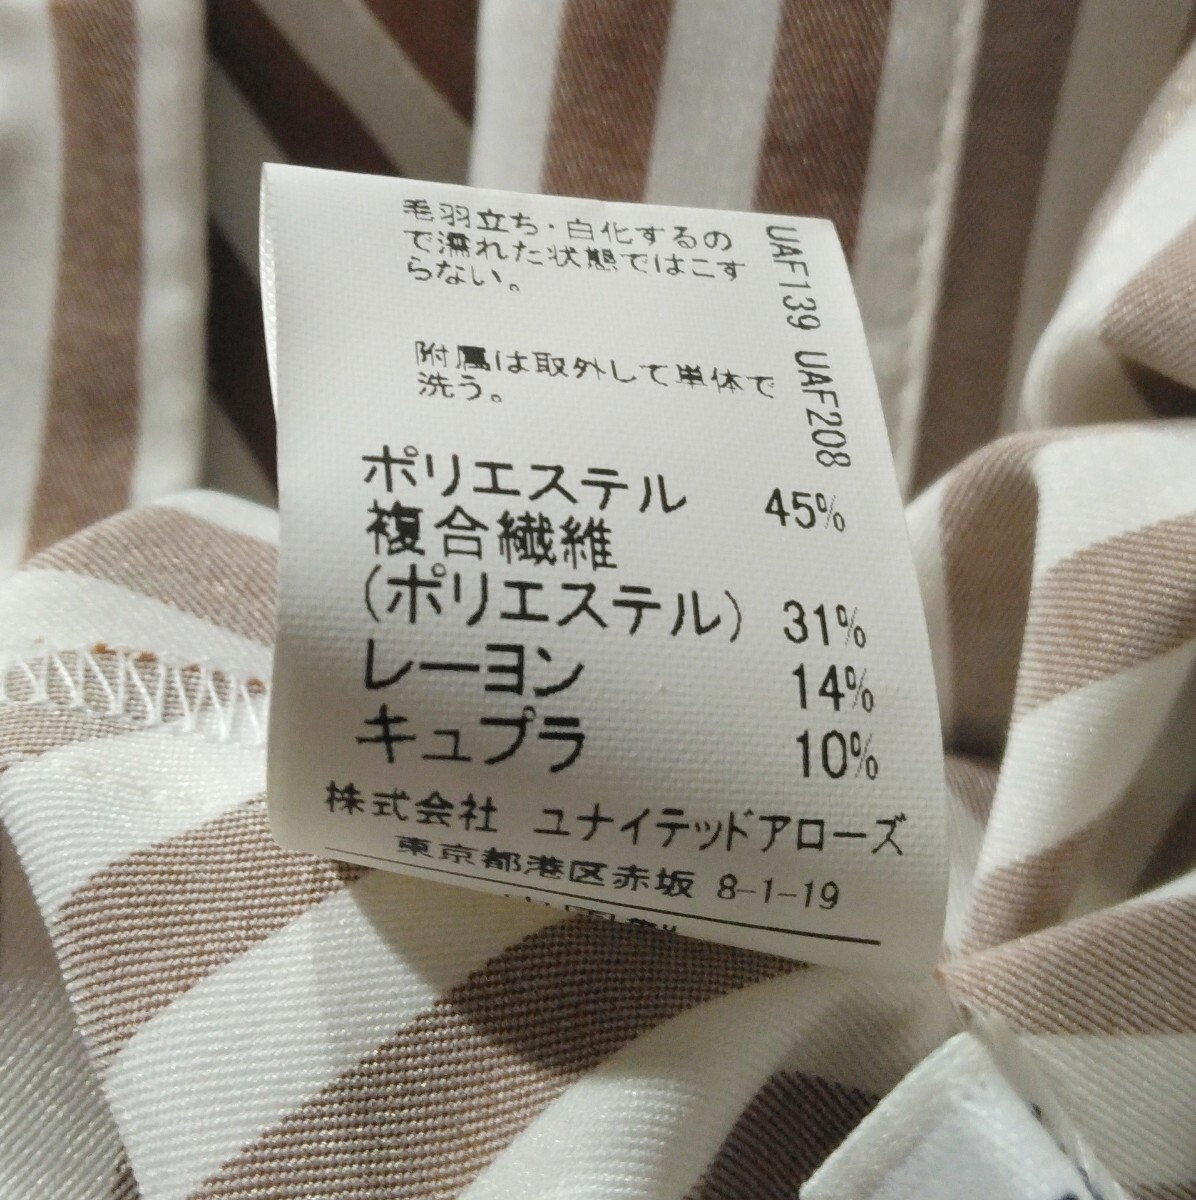 毛羽立ち・白化するの
で濡れた状態ではこす
らない。
UAF139 UAF208
附属は取外して単体で
洗う。
ポリエステル 45%
複合繊維
(ポリエステル) 31%
レーヨン 14%
キュプラ 10%
株式会社 ユナイテッドアローズ
東京都港区赤坂 8-1-19